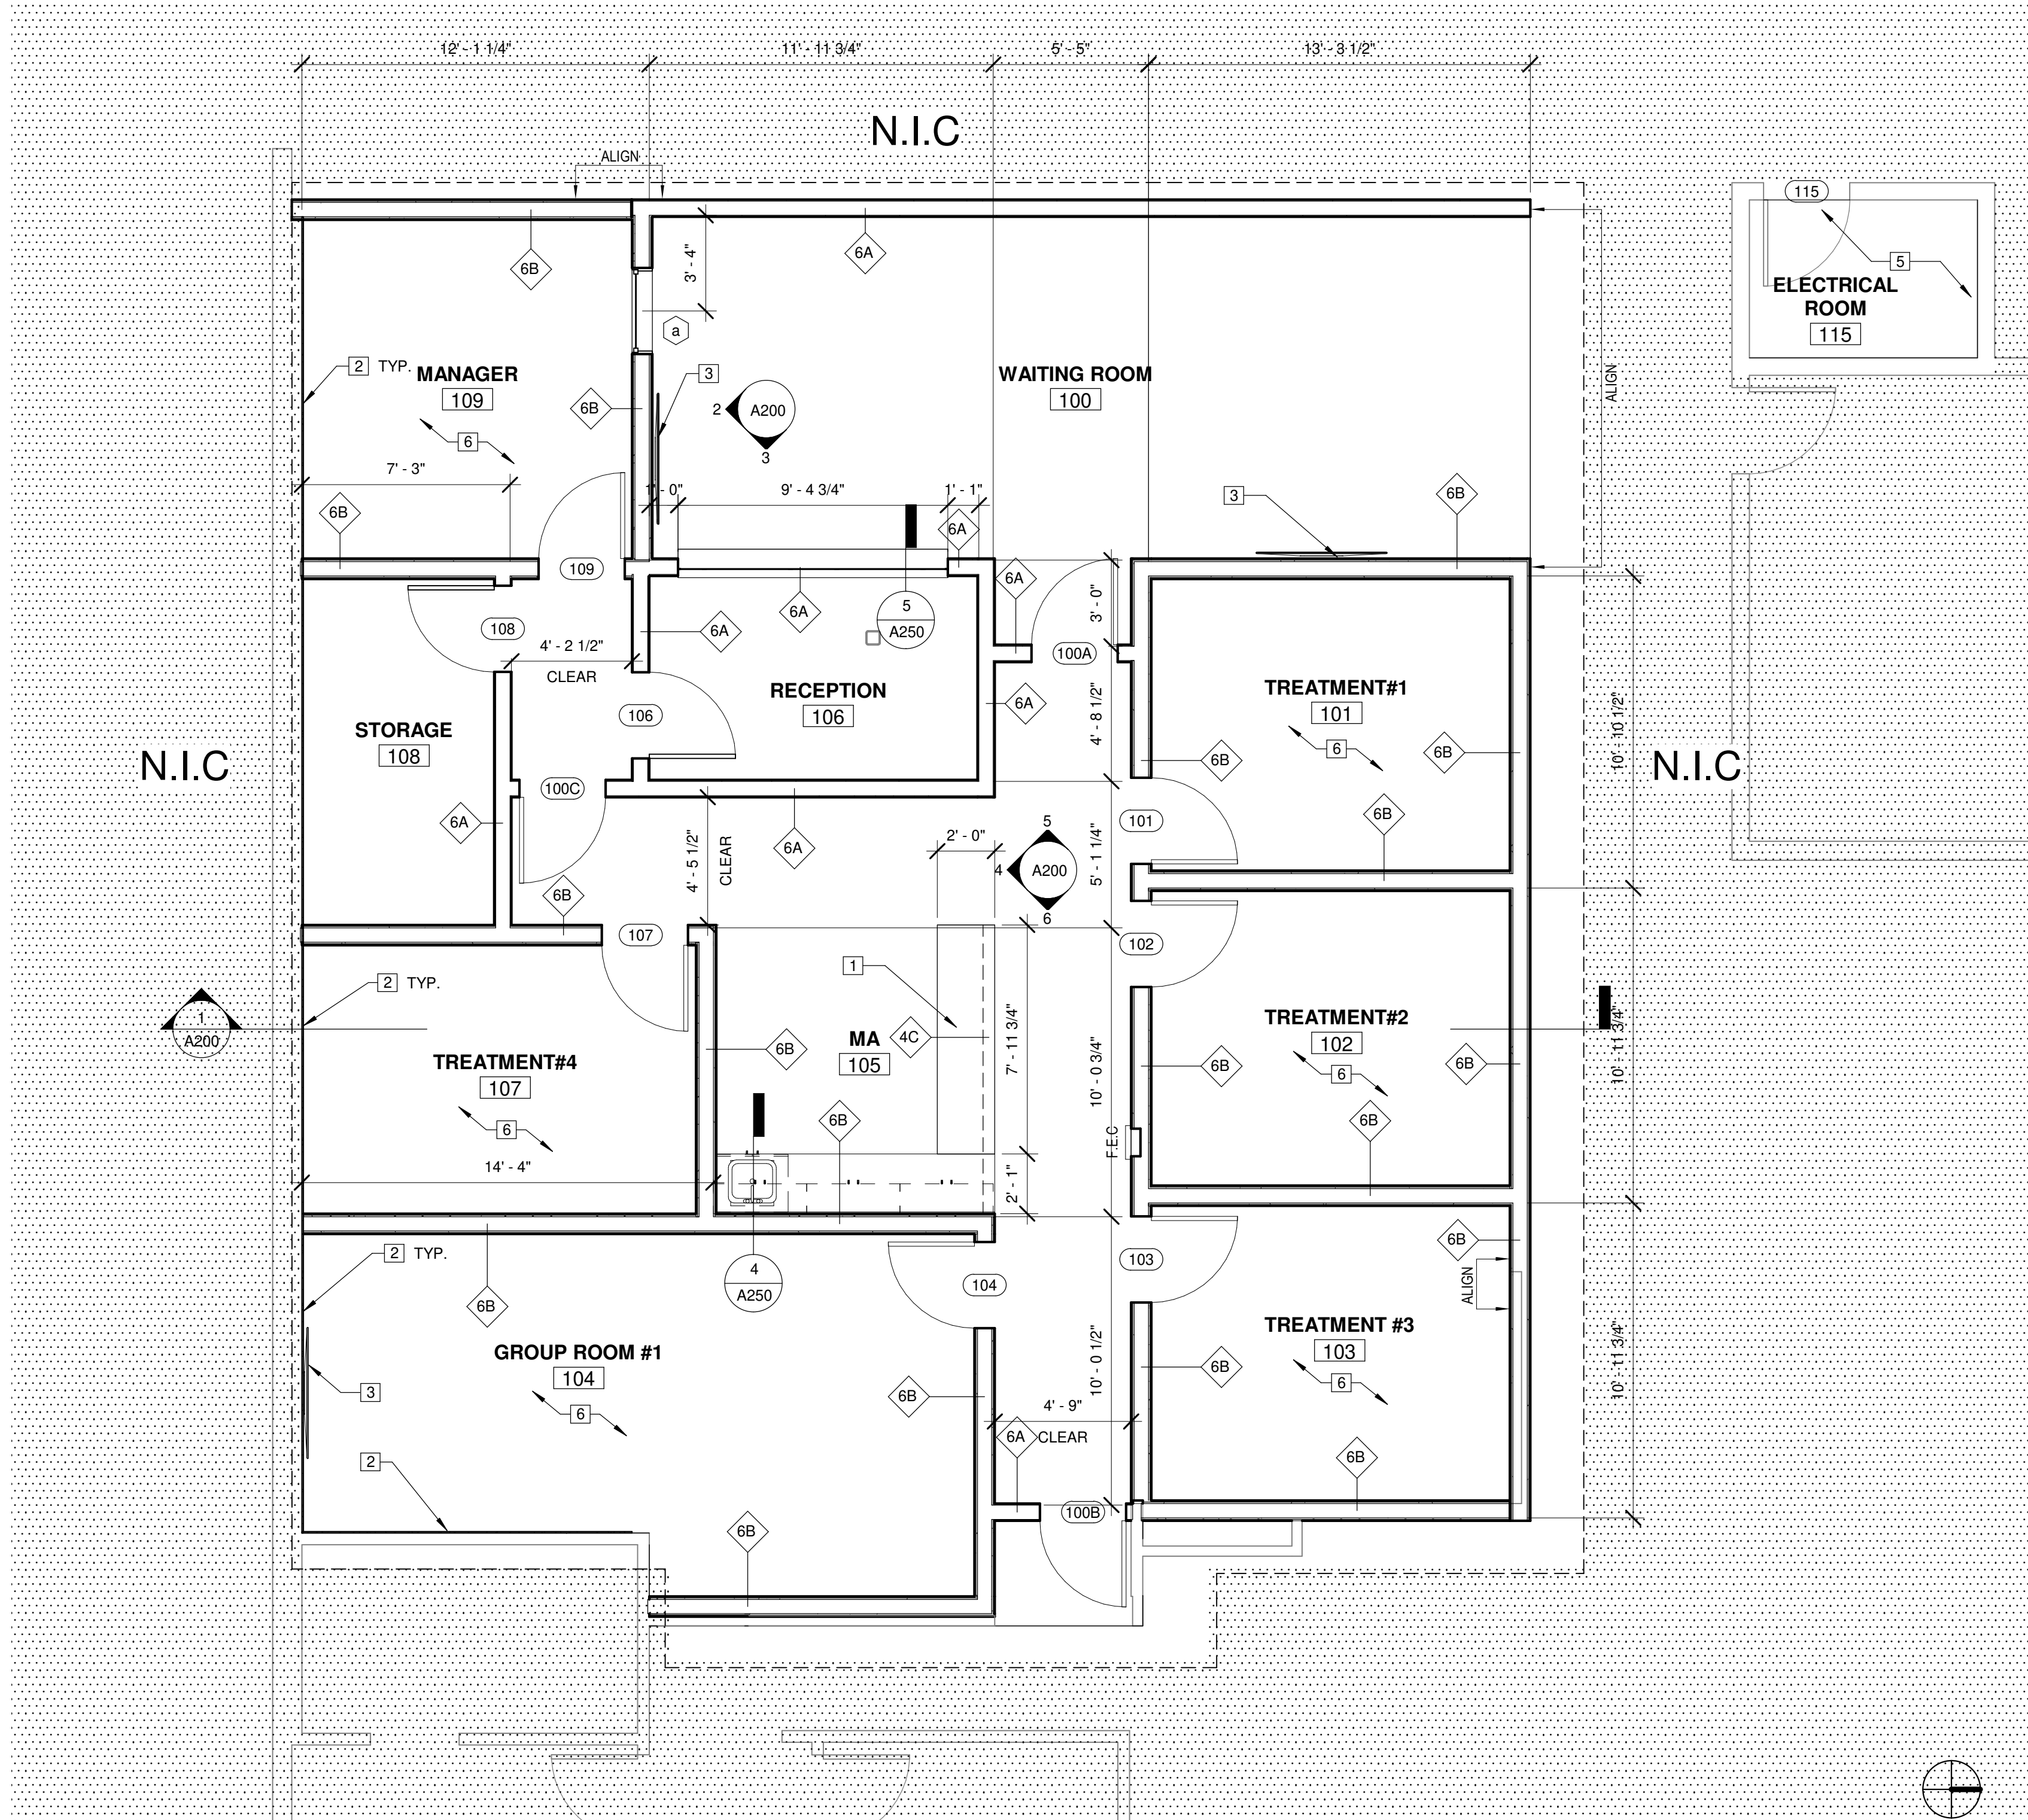 12' - 1 1/4"
11' - 11 3/4"
5' - 5"
13' - 3 1/2"
N.I.C
ALIGN
115
5
ELECTRICAL
ROOM
115
6B
6A
3' - 4"
a
2 TYP.
MANAGER
109
6B
3
2
A200
3
WAITING ROOM
100
ALIGN
6
7' - 3"
6B
1' - 0"
9' - 4 3/4"
1' - 1"
6A
3
6B
109
6A
6A
5
A250
6A
3' - 0"
108
4' - 2 1/2"
CLEAR
100A
106
RECEPTION
106
6A
4' - 8 1/2"
TREATMENT#1
101
6
6B
6B
10' 10 1/2"
STORAGE
108
N.I.C
N.I.C
100C
6A
6A
4' - 5 1/2"
CLEAR
2' - 0"
5
4
A200
6
5' - 1 1/4"
101
6B
6B
107
102
2 TYP.
1
1
A200
TREATMENT#4
107
6
14' - 4"
6B
MA
105
4C
7' - 11 3/4"
10' - 0 3/4"
TREATMENT#2
102
6
6B
6B
10' 11 3/4"
6B
6B
F.E.C
2' - 1"
2 TYP.
6B
4
A250
104
103
6B
ALIGN
GROUP ROOM #1
104
6
3
6B
10' - 0 1/2"
TREATMENT #3
103
6
6B
10' 11 3/4"
4' - 9"
CLEAR
6A
2
6B
6B
100B